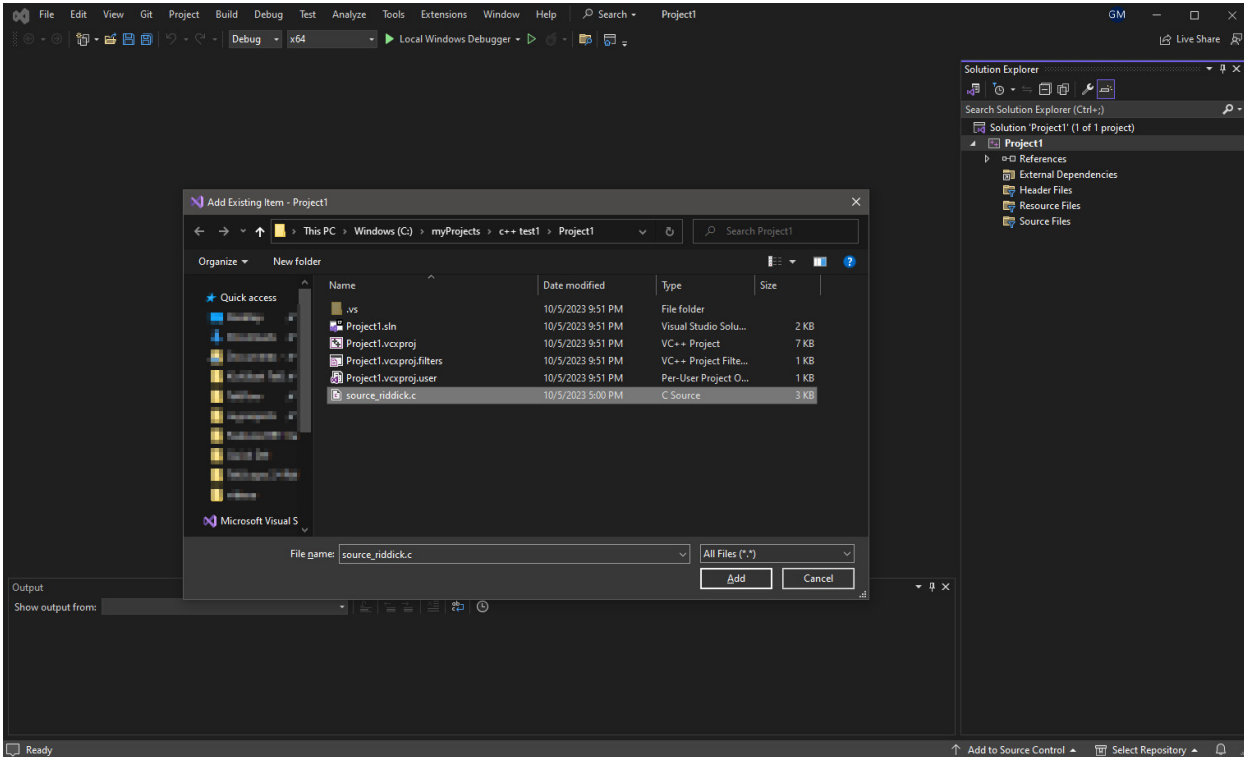 File Edit View Git Project Build Debug Test Analyze Tools Extensions Window Help Search Project1 GM
Debug x64 Local Windows Debugger Live Share
Solution Explorer
Search Solution Explorer (Ctrl+;)
Solution 'Project1' (1 of 1 project)
Project1
References
External Dependencies
Header Files
Resource Files
Source Files
Add Existing Item - Project1
This PC > Windows (C:) > myProjects > c++ test1 > Project1 Search Project1
Organize New folder
Quick access
Microsoft Visual S
Name Date modified Type Size
.vs 10/5/2023 9:51 PM File folder
Project1.sln 10/5/2023 9:51 PM Visual Studio Solu... 2 KB
Project1.vcxproj 10/5/2023 9:51 PM VC++ Project 7 KB
Project1.vcxproj.filters 10/5/2023 9:51 PM VC++ Project Filte... 1 KB
Project1.vcxproj.user 10/5/2023 9:51 PM Per-User Project O... 1 KB
source_riddick.c 10/5/2023 5:00 PM C Source 3 KB
File name: source_riddick.c All Files (*.*)
Add Cancel
Output
Show output from:
Ready Add to Source Control Select Repository